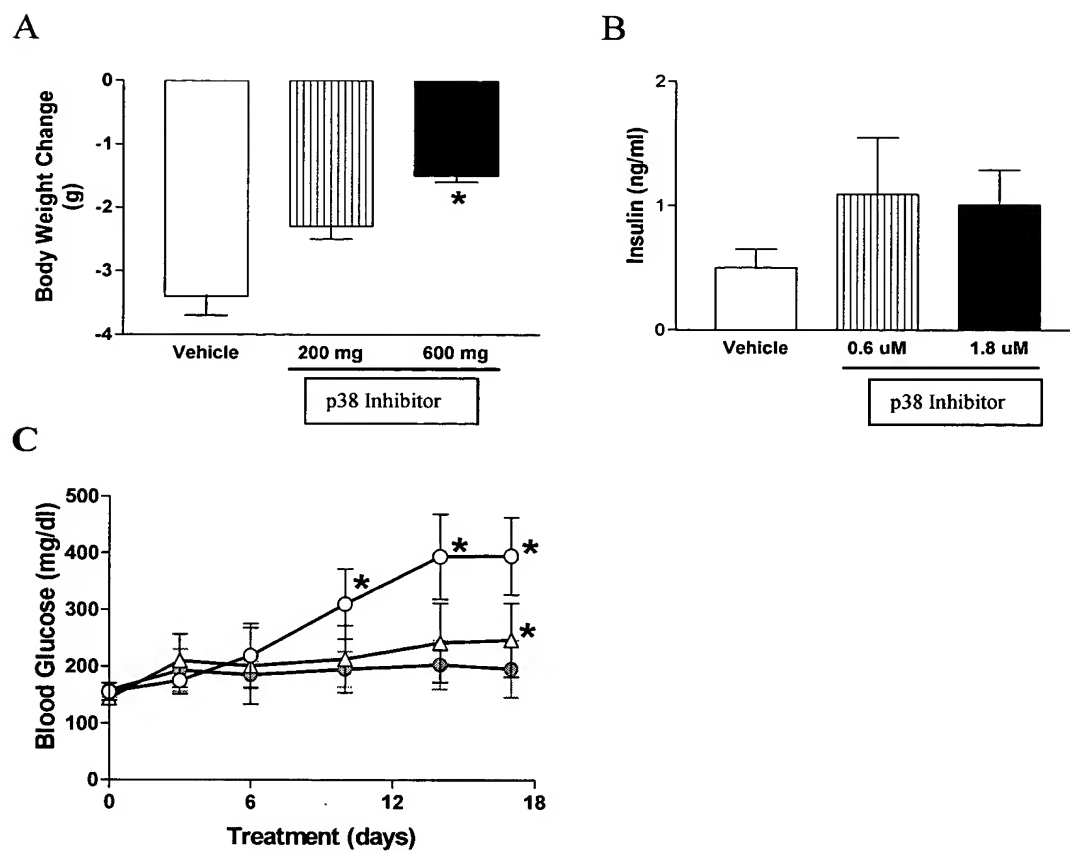 A
Body Weight Change
(g)
0
-1
-2
-3
-4
*
Vehicle
200 mg
600 mg
p38 Inhibitor
B
Insulin (ng/ml)
2
1
0
Vehicle
0.6 uM
1.8 uM
p38 Inhibitor
C
Blood Glucose (mg/dl)
500
400
300
200
100
0
*
*
*
*
0
6
12
18
Treatment (days)